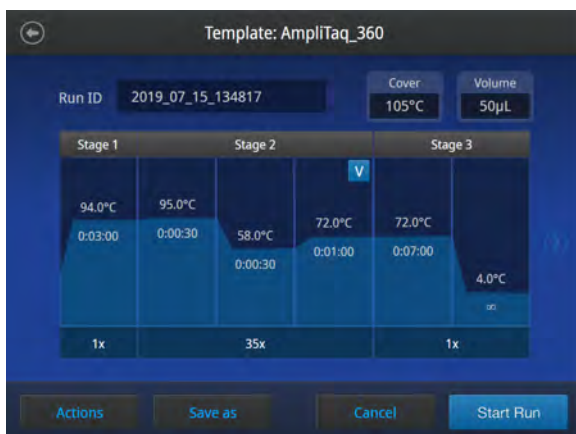 Template: AmpliTaq_360
Run ID 2019_07_15_134817
Cover
105°C
Volume
50µL
Stage 1 Stage 2 Stage 3
V
94.0°C 95.0°C 58.0°C 72.0°C 72.0°C 4.0°C
0:03:00 0:00:30 0:00:30 0:01:00 0:07:00 ∞
1x 35x 1x
Actions Save as Cancel Start Run